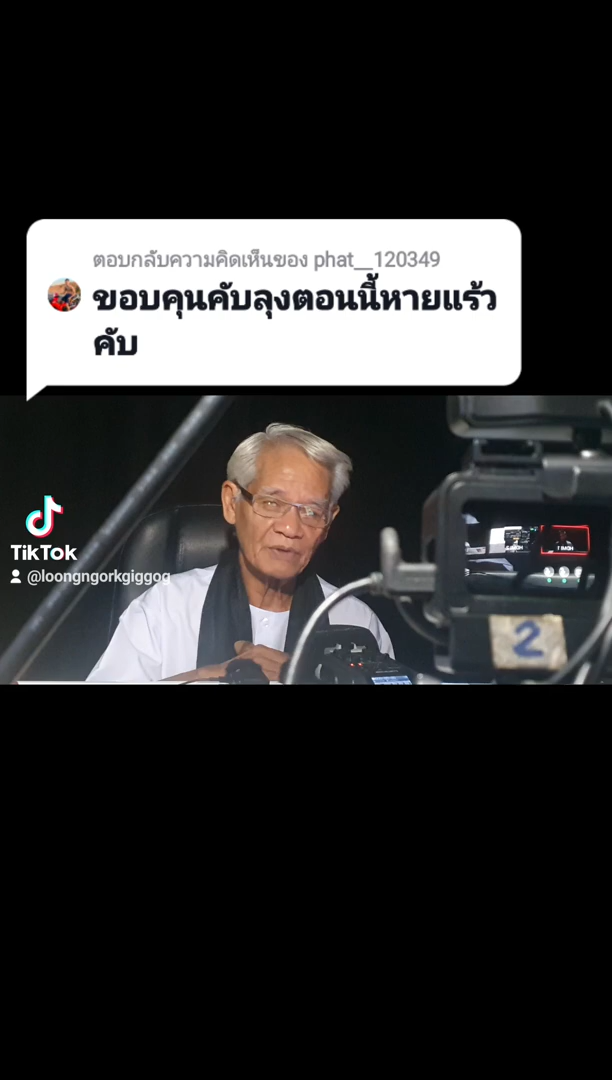 ตอบกลับความคิดเห็นของ phat__120349
ขอบคุนคับลุงตอนนี้หายแร้ว
คับ
TikTok
@loongngorkgiggog
2